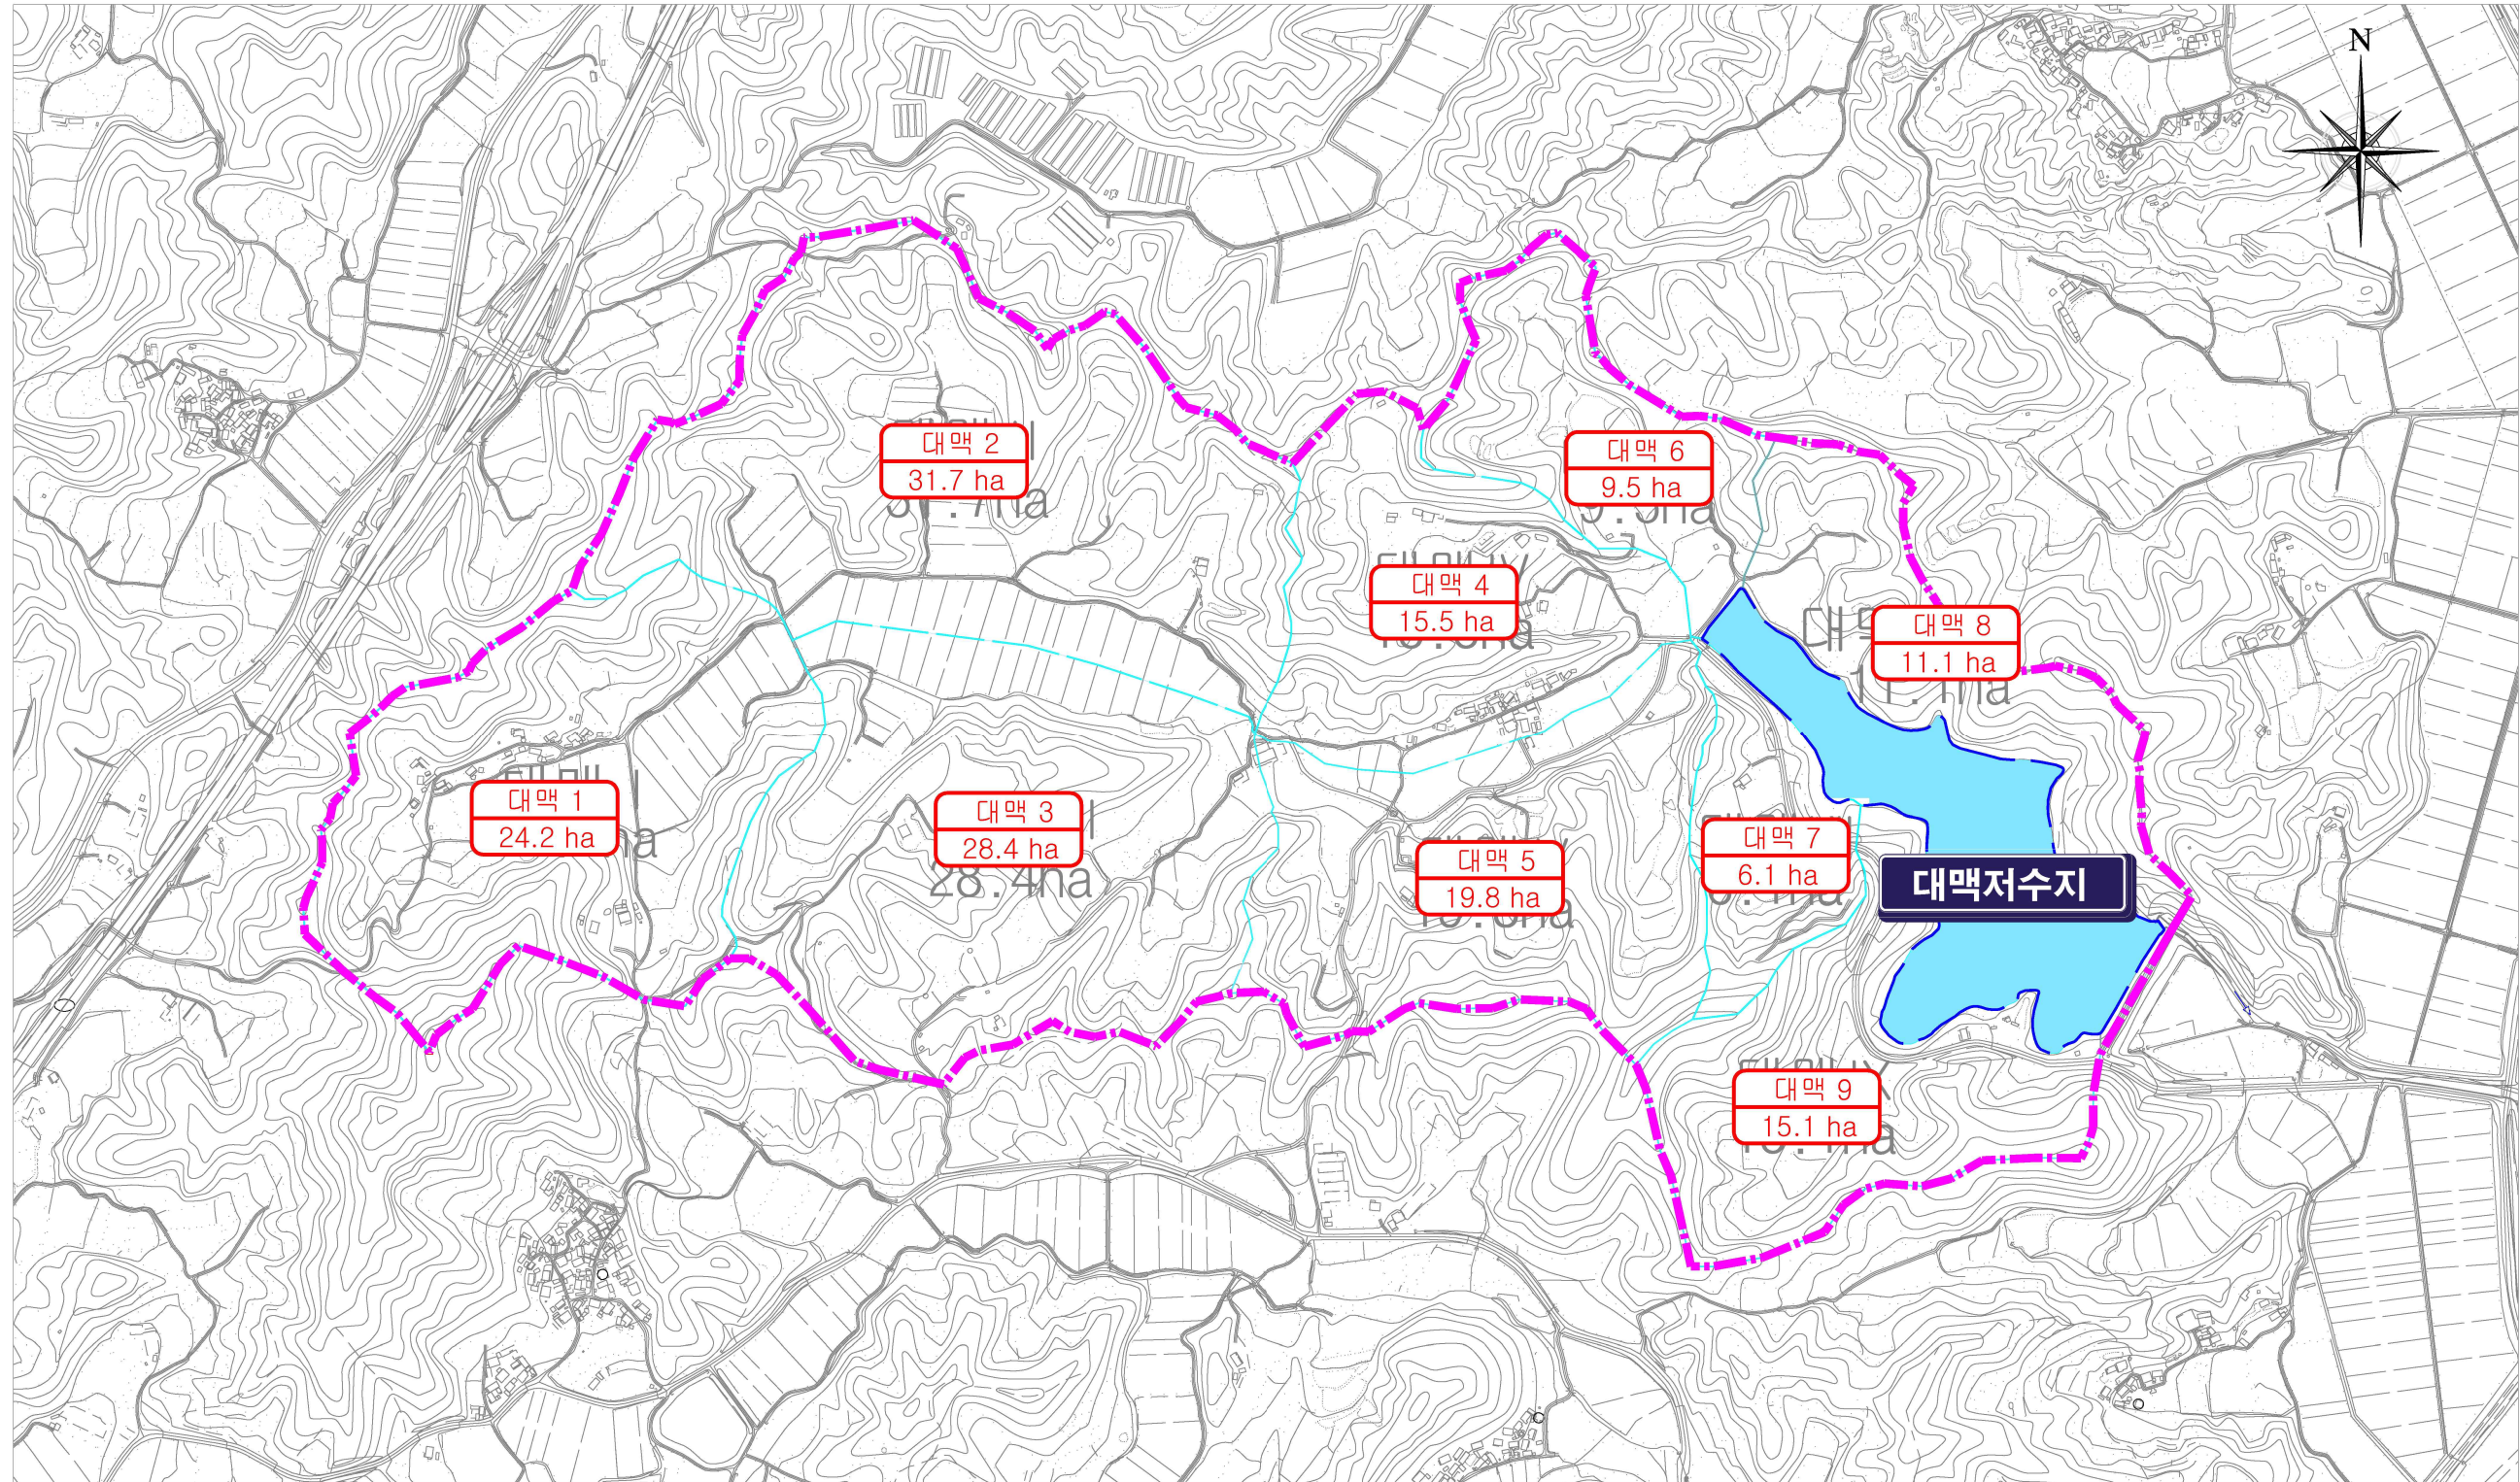 N
대맥 2
31.7 ha
대맥 6
9.5 ha
대맥 4
15.5 ha
대맥 8
11.1 ha
대맥 1
24.2 ha
대맥 3
28.4 ha
대맥 5
19.8 ha
대맥 7
6.1 ha
대맥저수지
대맥 9
15.1 ha